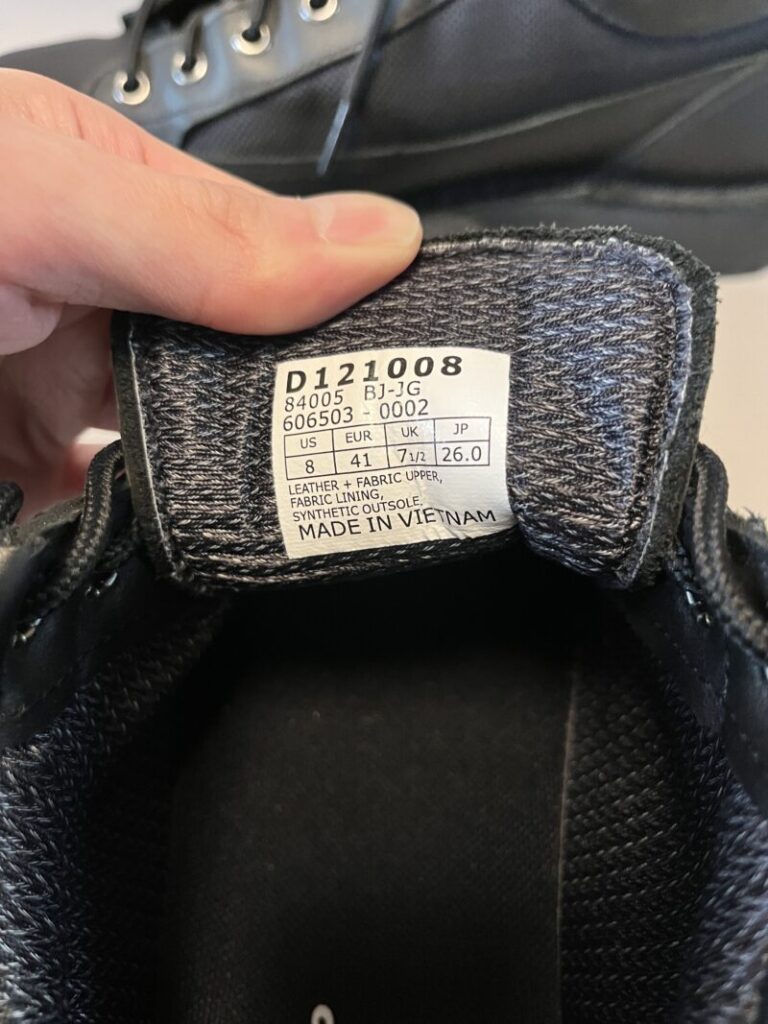 D121008
84005 BJ-JG
606503 - 0002
US EUR UK JP
8 41 7 1/2 26.0
LEATHER + FABRIC UPPER,
FABRIC LINING,
SYNTHETIC OUTSOLE.
MADE IN VIETNAM